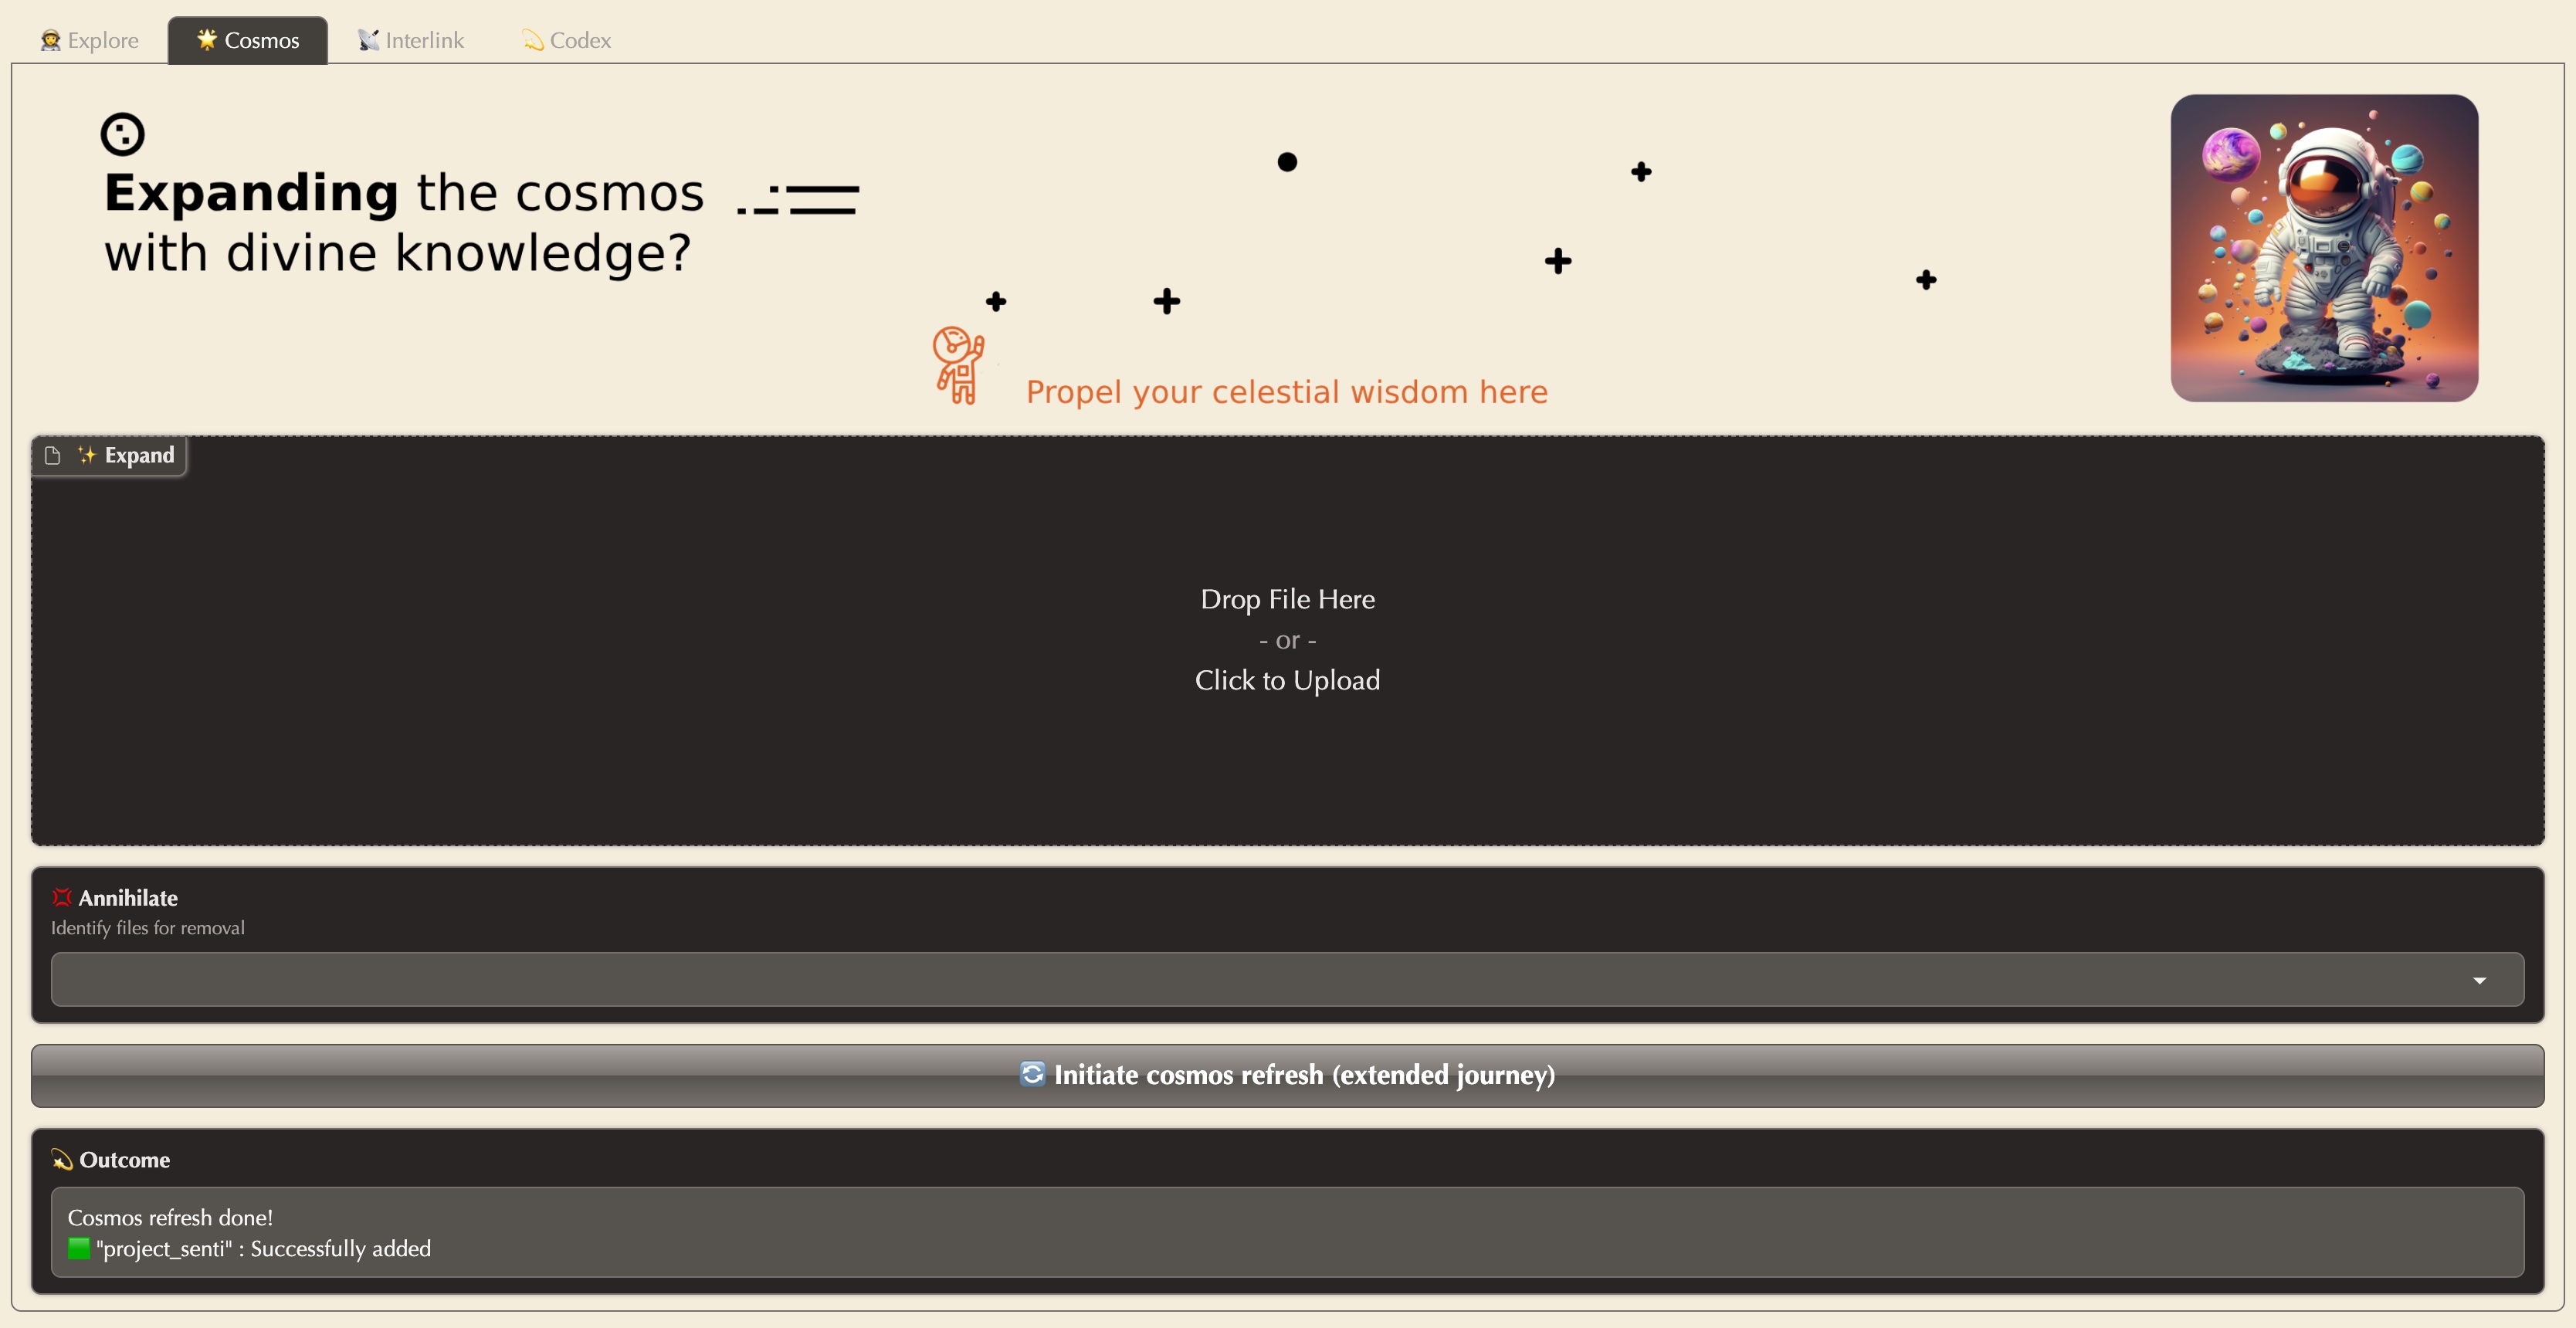 Explore
Cosmos
Interlink
Codex
Expanding the cosmos
with divine knowledge?
Propel your celestial wisdom here
Expand
Drop File Here
- or -
Click to Upload
Annihilate
Identify files for removal
Initiate cosmos refresh (extended journey)
Outcome
Cosmos refresh done!
"project_senti" : Successfully added